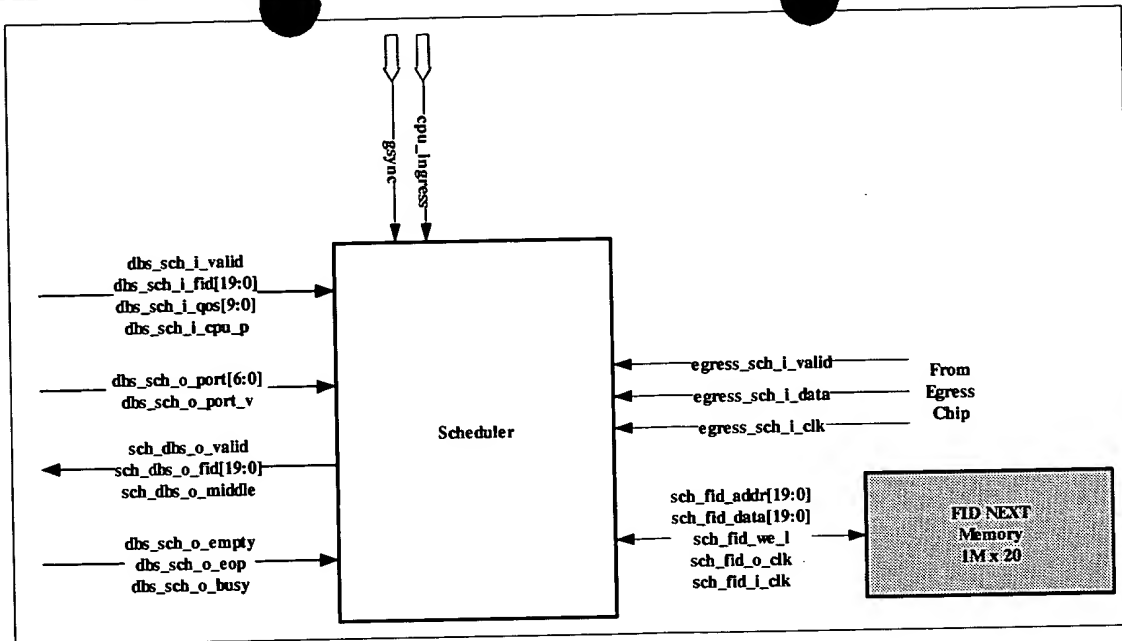 gsync
cpu_ingress
dbs_sch_i_valid
dbs_sch_i_fid[19:0]
dbs_sch_i_qos[9:0]
dbs_sch_i_cpu_p
dbs_sch_o_port[6:0]
dbs_sch_o_port_v
sch_dbs_o_valid
sch_dbs_o_fid[19:0]
sch_dbs_o_middle
dbs_sch_o_empty
dbs_sch_o_eop
dbs_sch_o_busy
Scheduler
egress_sch_i_valid
egress_sch_i_data
egress_sch_i_clk
From
Egress
Chip
sch_fid_addr[19:0]
sch_fid_data[19:0]
sch_fid_we_l
sch_fid_o_clk
sch_fid_i_clk
FID NEXT
Memory
1M x 20